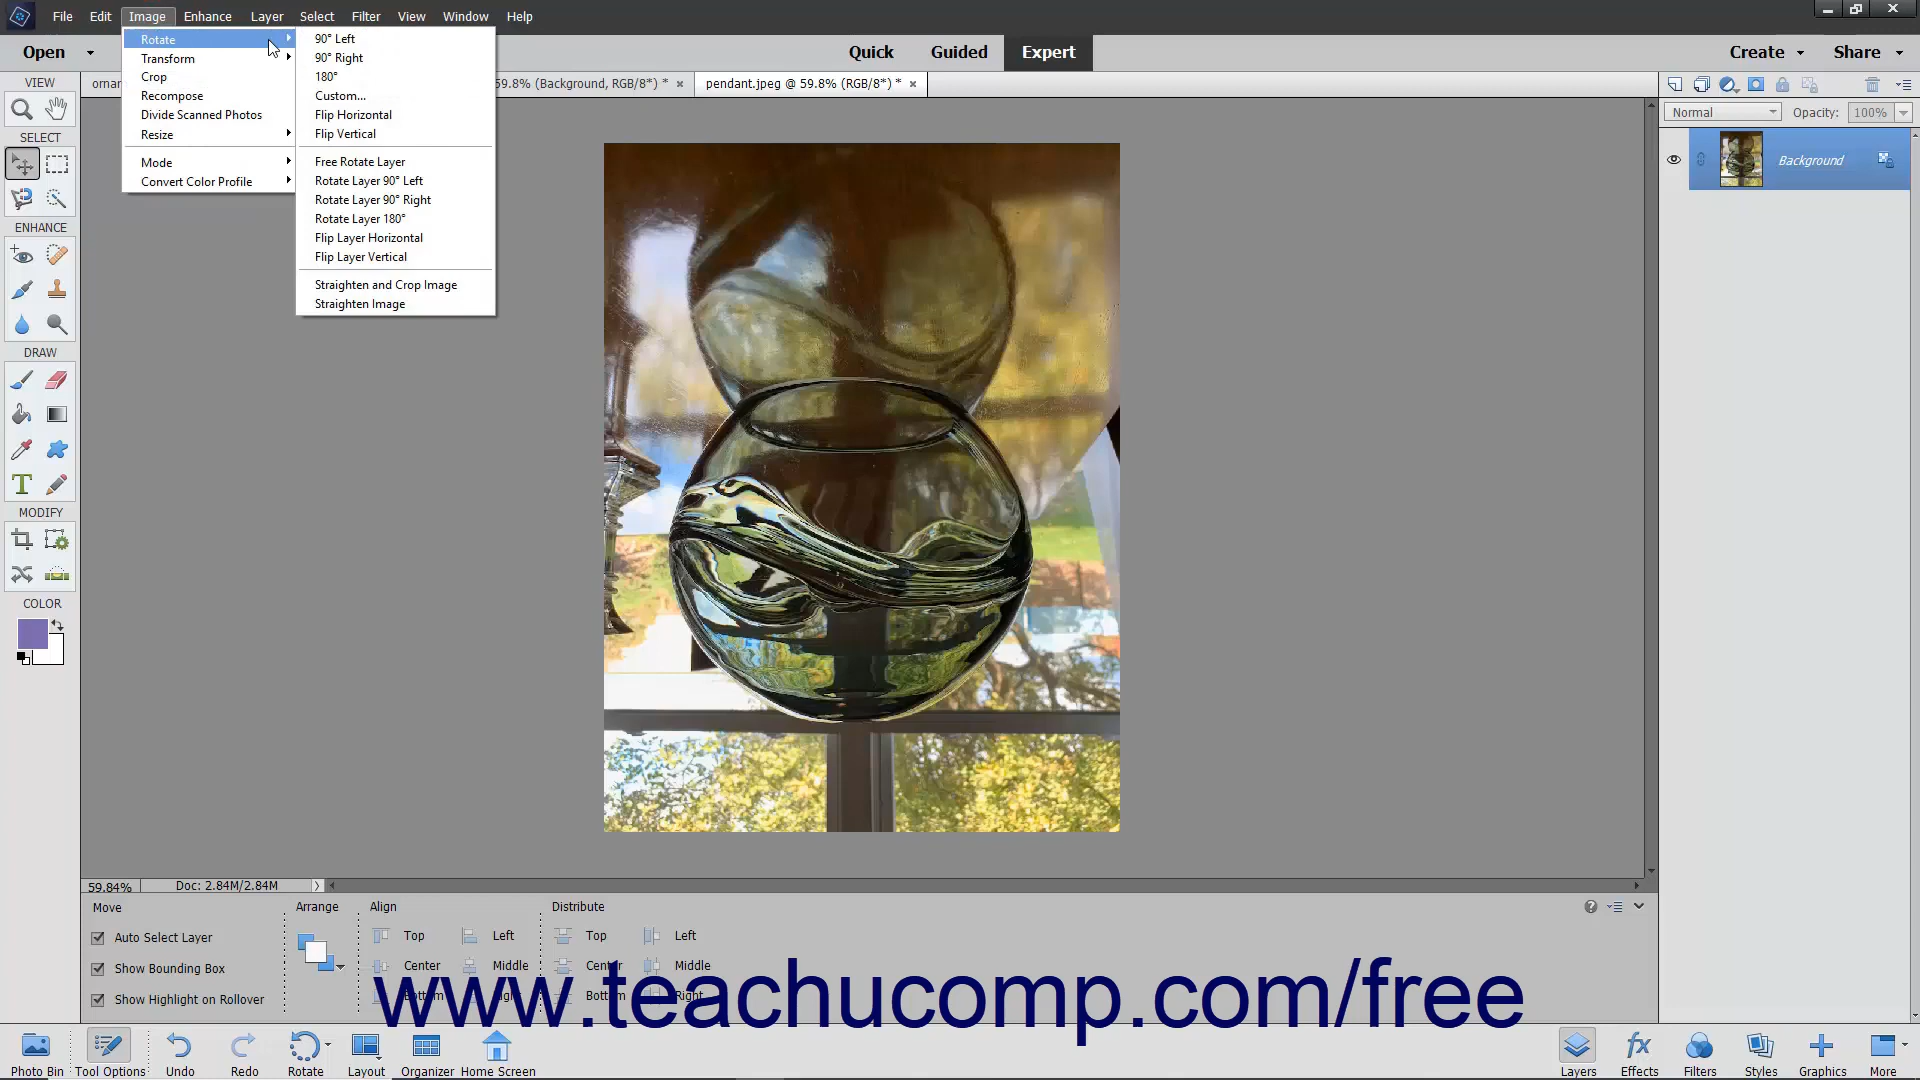 File Edit Image Enhance Layer Select Filter View Window Help
Open
Quick Guided Expert
Create Share
Rotate
Transform
Crop
Recompose
Divide Scanned Photos
Resize
Mode
Convert Color Profile
90° Left
90° Right
180°
Custom...
Flip Horizontal
Flip Vertical
Free Rotate Layer
Rotate Layer 90° Left
Rotate Layer 90° Right
Rotate Layer 180°
Flip Layer Horizontal
Flip Layer Vertical
Straighten and Crop Image
Straighten Image
59.8% (Background, RGB/8*) *
pendant.jpeg @ 59.8% (RGB/8*) *
VIEW
SELECT
ENHANCE
DRAW
MODIFY
COLOR
Normal Opacity: 100%
Background
59.84% Doc: 2.84M/2.84M
Move
Auto Select Layer
Show Bounding Box
Show Highlight on Rollover
Arrange
Align
Top Left
Center Middle
Distribute
Top Left
Center Middle
Bottom Right
www.teachucomp.com/free
Photo Bin Tool Options Undo Redo Rotate Layout Organizer Home Screen
Layers Effects Filters Styles Graphics More